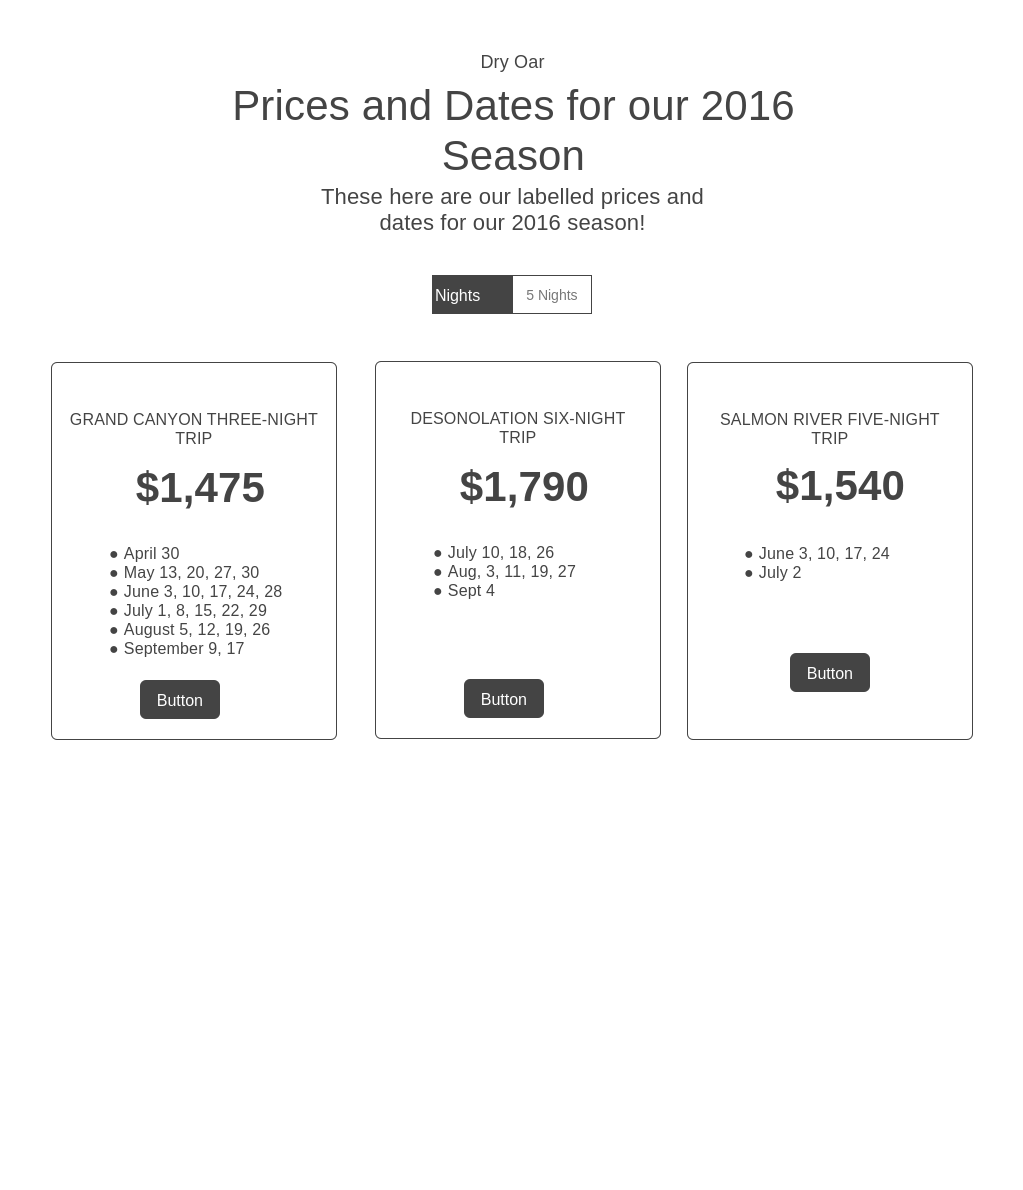 Dry Oar
Prices and Dates for our 2016
Season
These here are our labelled prices and
dates for our 2016 season!
Nights
5 Nights
GRAND CANYON THREE-NIGHT
TRIP
$1,475
● April 30
● May 13, 20, 27, 30
● June 3, 10, 17, 24, 28
● July 1, 8, 15, 22, 29
● August 5, 12, 19, 26
● September 9, 17
Button
DESONOLATION SIX-NIGHT
TRIP
$1,790
● July 10, 18, 26
● Aug, 3, 11, 19, 27
● Sept 4
Button
SALMON RIVER FIVE-NIGHT
TRIP
$1,540
● June 3, 10, 17, 24
● July 2
Button